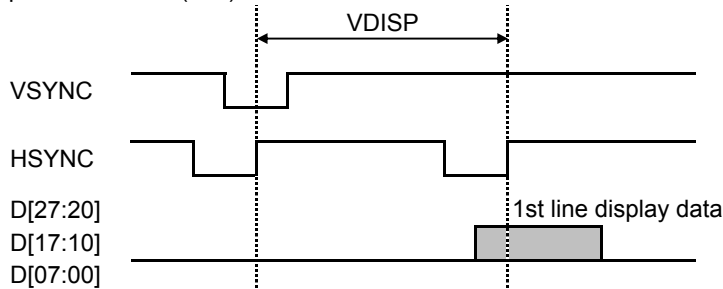 VDISP
VSYNC
HSYNC
D[27:20]
1st line display data
D[17:10]
D[07:00]